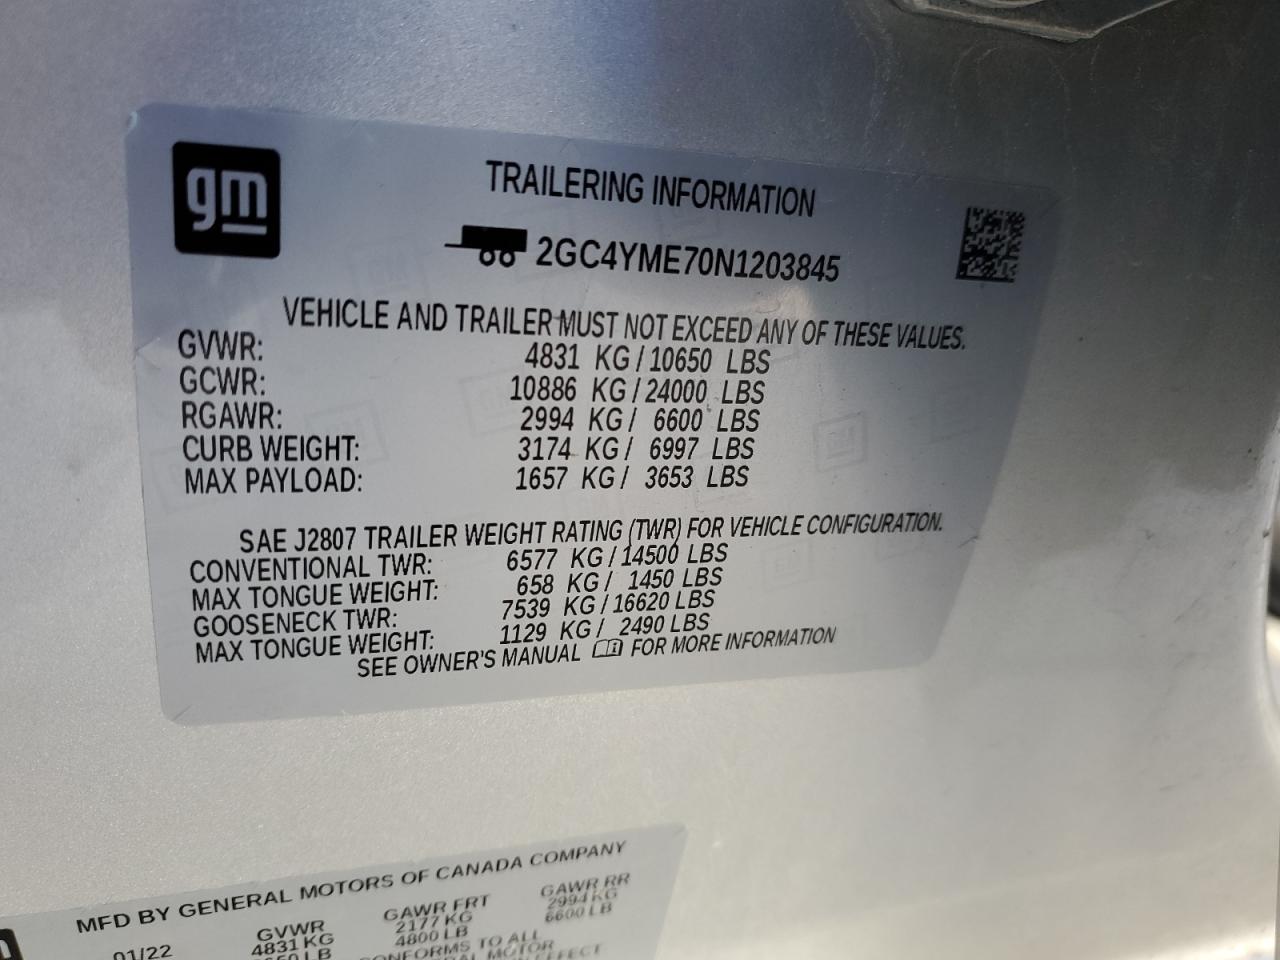 gm
TRAILERING INFORMATION
2GC4YME70N1203845
VEHICLE AND TRAILER MUST NOT EXCEED ANY OF THESE VALUES.
GVWR: 4831 KG / 10650 LBS
GCWR: 10886 KG / 24000 LBS
RGAWR: 2994 KG / 6600 LBS
CURB WEIGHT: 3174 KG / 6997 LBS
MAX PAYLOAD: 1657 KG / 3653 LBS
SAE J2807 TRAILER WEIGHT RATING (TWR) FOR VEHICLE CONFIGURATION.
CONVENTIONAL TWR: 6577 KG / 14500 LBS
MAX TONGUE WEIGHT: 658 KG / 1450 LBS
GOOSENECK TWR: 7539 KG / 16620 LBS
MAX TONGUE WEIGHT: 1129 KG / 2490 LBS
SEE OWNER'S MANUAL FOR MORE INFORMATION
MFD BY GENERAL MOTORS OF CANADA COMPANY
01/22 GVWR GAWR FRT GAWR RR
4831 KG 2177 KG 2994 KG
4800 LB 6600 LB
TO ALL
MOTOR
EFFECT